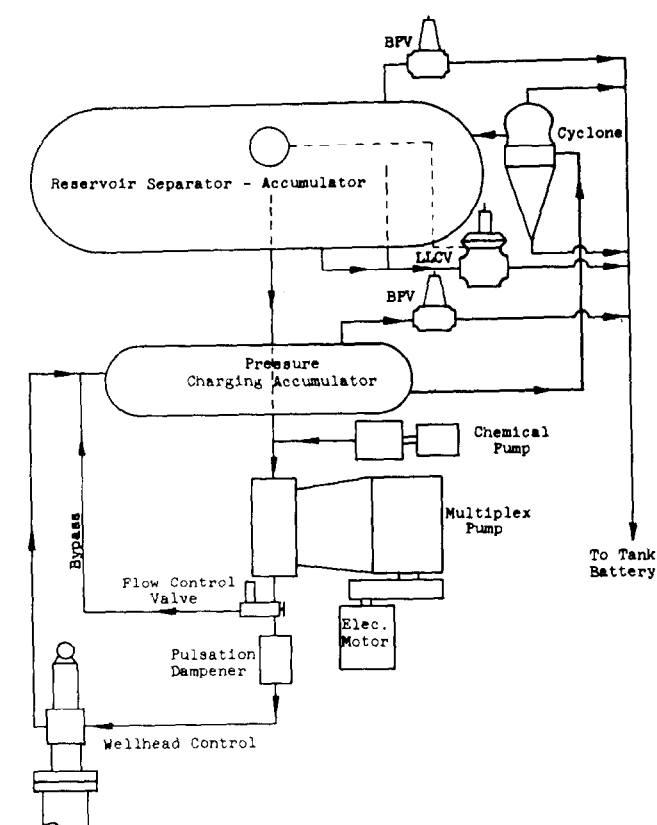 BPV
Cyclone
Reservoir Separator - Accumulator
LLCV
BPV
Pressure
Charging Accumulator
Chemical
Pump
Multiplex
Pump
To Tank
Battery
Bypass
Flow Control
Valve
Elec.
Motor
Pulsation
Dampener
Wellhead Control